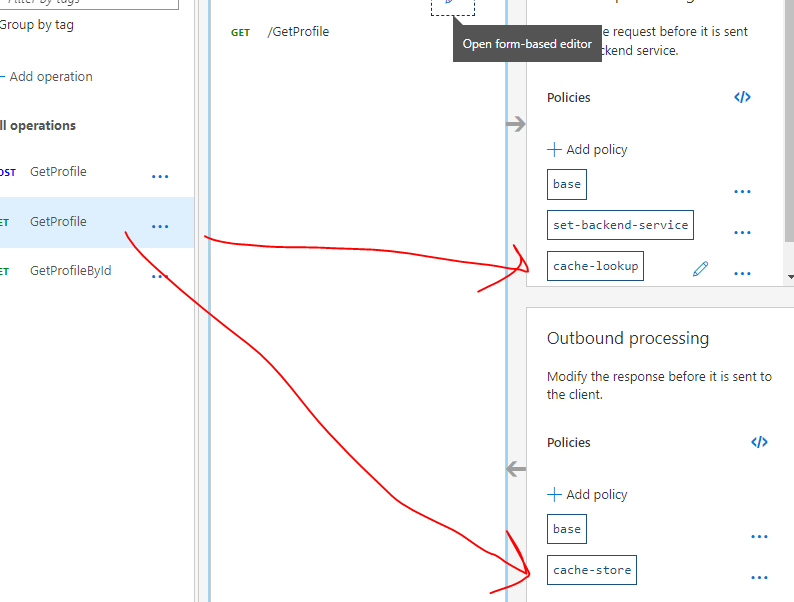 Filter by tags
Group by tag
Add operation
ll operations
OST GetProfile ...
ET GetProfile ...
ET GetProfileById ...
GET /GetProfile
Open form-based editor
e request before it is sent
ckend service.
Policies </>
+ Add policy
base ...
set-backend-service ...
cache-lookup ...
Outbound processing
Modify the response before it is sent to
the client.
Policies </>
+ Add policy
base ...
cache-store ...